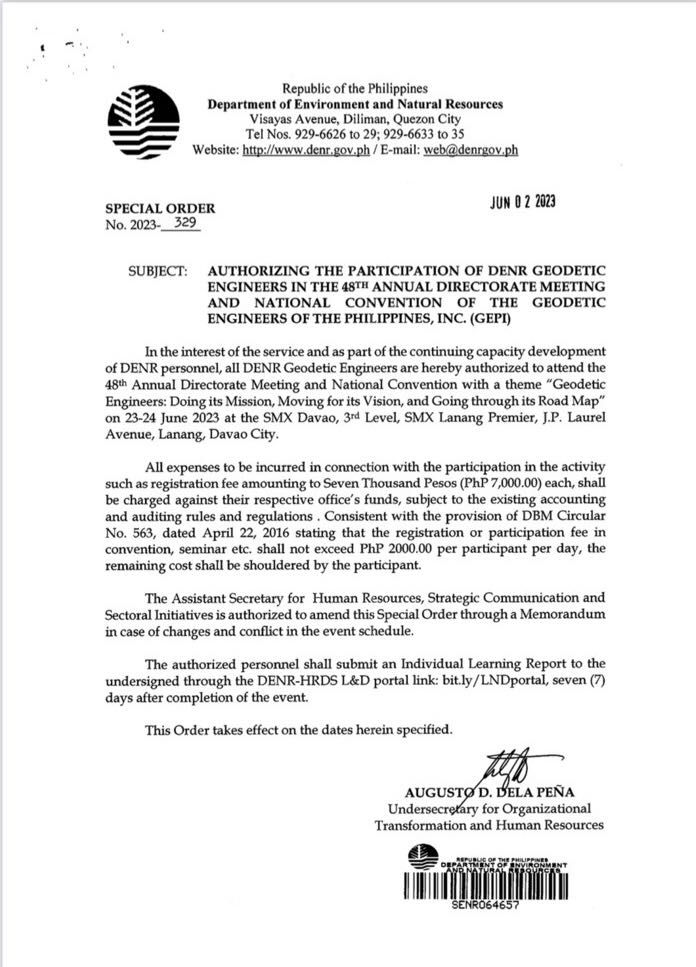 Republic of the Philippines
Department of Environment and Natural Resources
Visayas Avenue, Diliman, Quezon City
Tel Nos. 929-6626 to 29; 929-6633 to 35
Website: http://www.denr.gov.ph / E-mail: web@denrgov.ph
JUN 02 2023
SPECIAL ORDER
No. 2023- 329
SUBJECT: AUTHORIZING THE PARTICIPATION OF DENR GEODETIC
ENGINEERS IN THE 48TH ANNUAL DIRECTORATE MEETING
AND NATIONAL CONVENTION OF THE GEODETIC
ENGINEERS OF THE PHILIPPINES, INC. (GEPI)
In the interest of the service and as part of the continuing capacity development
of DENR personnel, all DENR Geodetic Engineers are hereby authorized to attend the
48th Annual Directorate Meeting and National Convention with a theme "Geodetic
Engineers: Doing its Mission, Moving for its Vision, and Going through its Road Map"
on 23-24 June 2023 at the SMX Davao, 3rd Level, SMX Lanang Premier, J.P. Laurel
Avenue, Lanang, Davao City.
All expenses to be incurred in connection with the participation in the activity
such as registration fee amounting to Seven Thousand Pesos (PhP 7,000.00) each, shall
be charged against their respective office's funds, subject to the existing accounting
and auditing rules and regulations . Consistent with the provision of DBM Circular
No. 563, dated April 22, 2016 stating that the registration or participation fee in
convention, seminar etc. shall not exceed PhP 2000.00 per participant per day, the
remaining cost shall be shouldered by the participant.
The Assistant Secretary for Human Resources, Strategic Communication and
Sectoral Initiatives is authorized to amend this Special Order through a Memorandum
in case of changes and conflict in the event schedule.
The authorized personnel shall submit an Individual Learning Report to the
undersigned through the DENR-HRDS L&D portal link: bit.ly/LNDportal, seven (7)
days after completion of the event.
This Order takes effect on the dates herein specified.
AUGUSTO D. DELA PEÑA
Undersecretary for Organizational
Transformation and Human Resources
REPUBLIC OF THE PHILIPPINES
DEPARTMENT OF ENVIRONMENT
AND NATURAL RESOURCES
SENR064657